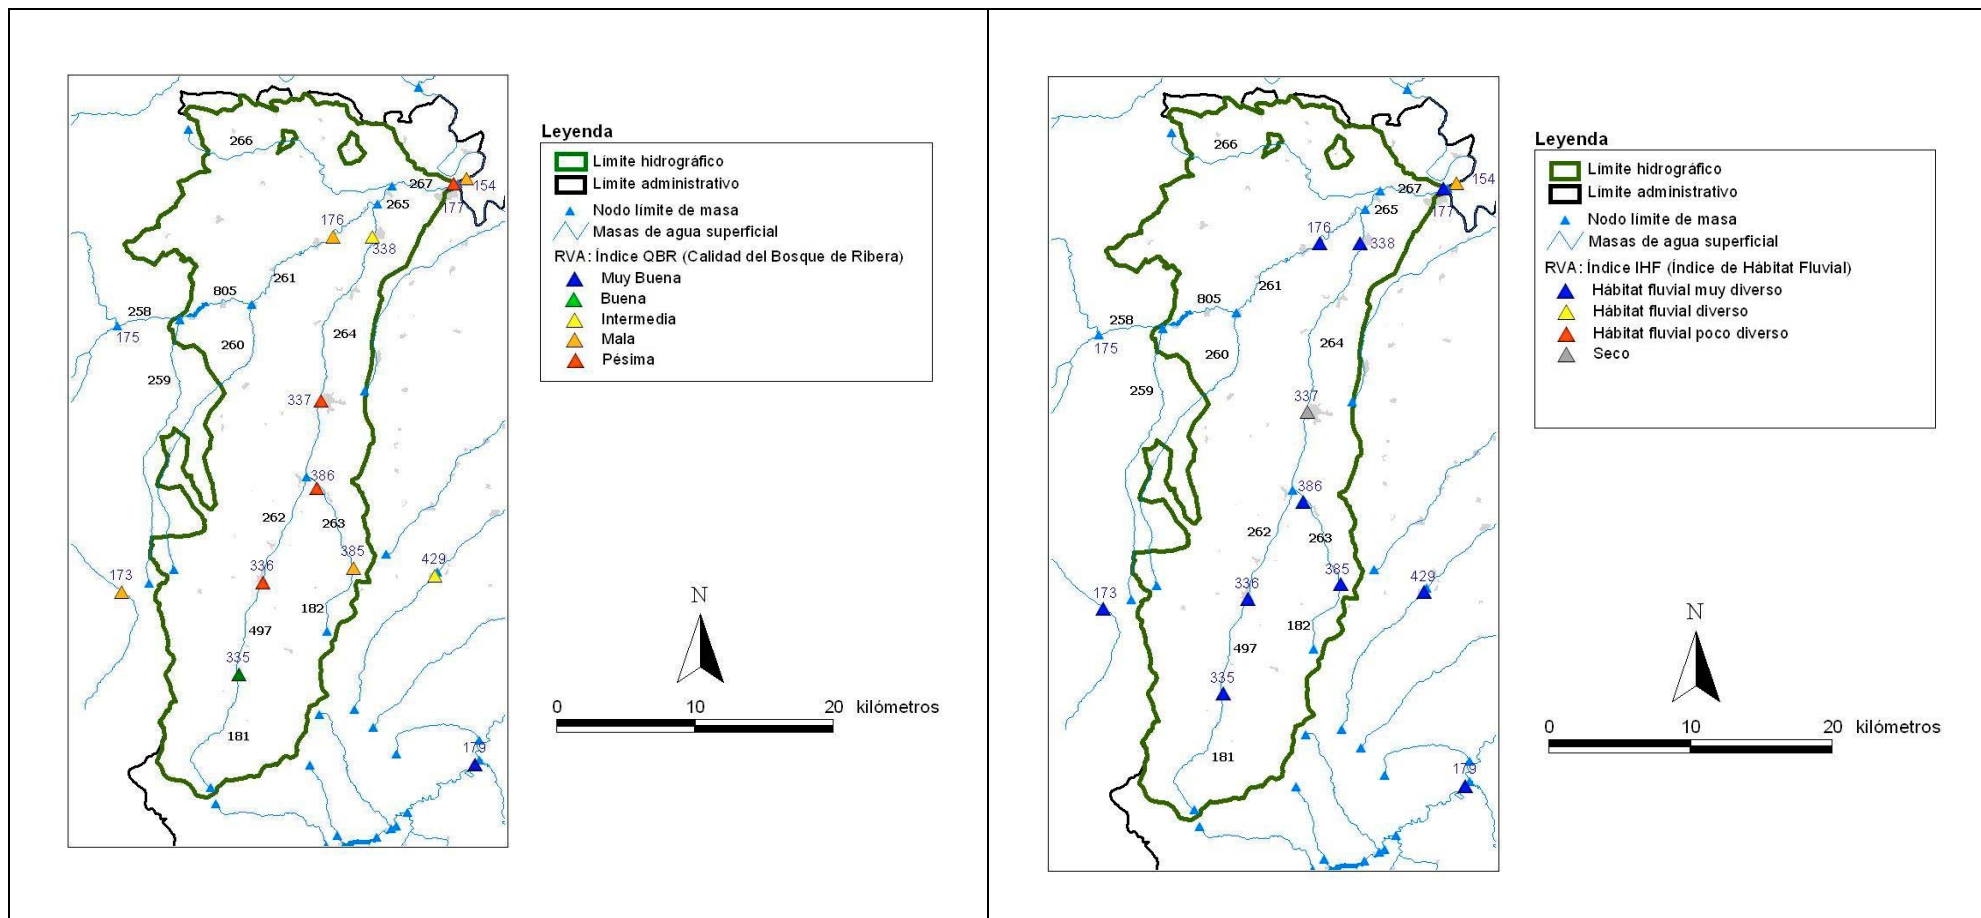 266
267
154
177
265
176
338
261
805
258
175
260
264
259
337
386
262
263
385
429
173
336
182
497
335
181
179
Leyenda
Límite hidrográfico
Límite administrativo
Nodo límite de masa
Masas de agua superficial
RVA: Índice QBR (Calidad del Bosque de Ribera)
Muy Buena
Buena
Intermedia
Mala
Pésima
N
0 10 20 kilómetros
266
267
154
177
265
176
338
261
805
258
175
260
264
259
337
386
262
263
385
429
173
336
182
497
335
181
179
Leyenda
Límite hidrográfico
Límite administrativo
Nodo límite de masa
Masas de agua superficial
RVA: Índice IHF (Índice de Hábitat Fluvial)
Hábitat fluvial muy diverso
Hábitat fluvial diverso
Hábitat fluvial poco diverso
Seco
N
0 10 20 kilómetros